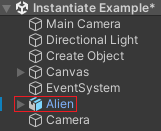 Instantiate Example*
Main Camera
Directional Light
Create Object
Canvas
EventSystem
Alien
Camera